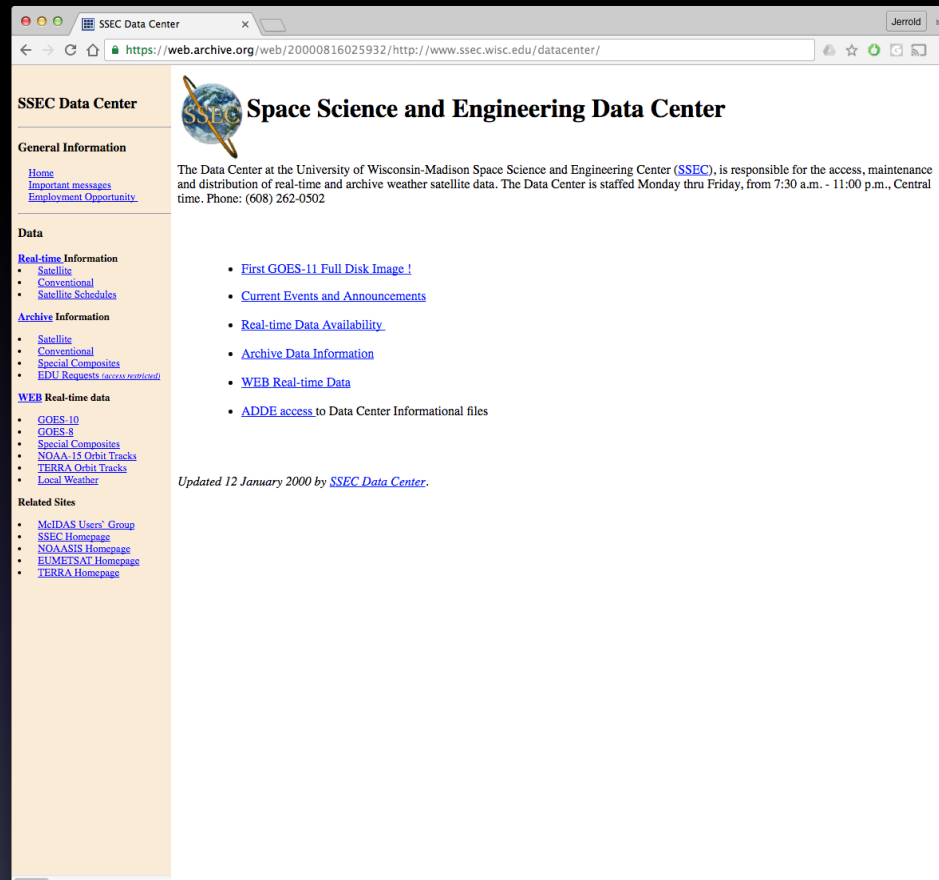 SSEC Data Center
Jerrold
https://web.archive.org/web/20000816025932/http://www.ssec.wisc.edu/datacenter/
SSEC Data Center
General Information
Home
Important messages
Employment Opportunity
Data
Real-time Information
Satellite
Conventional
Satellite Schedules
Archive Information
Satellite
Conventional
Special Composites
EDU Requests (access restricted)
WEB Real-time data
GOES-10
GOES-8
Special Composites
NOAA-15 Orbit Tracks
TERRA Orbit Tracks
Local Weather
Related Sites
McIDAS Users` Group
SSEC Homepage
NOAASIS Homepage
EUMETSAT Homepage
TERRA Homepage
SSEC
Space Science and Engineering Data Center
The Data Center at the University of Wisconsin-Madison Space Science and Engineering Center (SSEC), is responsible for the access, maintenance
and distribution of real-time and archive weather satellite data. The Data Center is staffed Monday thru Friday, from 7:30 a.m. - 11:00 p.m., Central
time. Phone: (608) 262-0502
First GOES-11 Full Disk Image !
Current Events and Announcements
Real-time Data Availability
Archive Data Information
WEB Real-time Data
ADDE access to Data Center Informational files
Updated 12 January 2000 by SSEC Data Center.